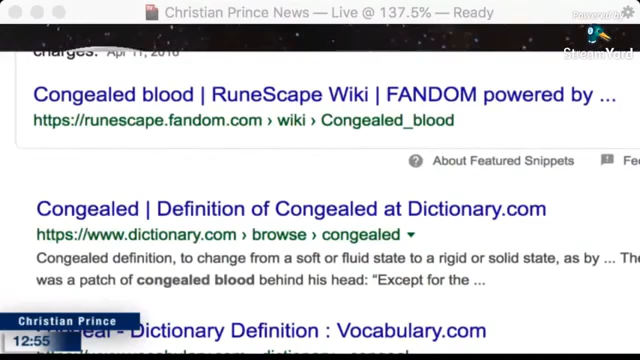 Christian Prince News — Live @ 137.5% — Ready
Powered by
StreamYard
charges. Apr 11, 2016
Congealed blood | RuneScape Wiki | FANDOM powered by ...
https://runescape.fandom.com › wiki › Congealed_blood
About Featured Snippets
Congealed | Definition of Congealed at Dictionary.com
https://www.dictionary.com › browse › congealed
Congealed definition, to change from a soft or fluid state to a rigid or solid state, as by ...
was a patch of congealed blood behind his head: “Except for the ...
Christian Prince
- Dictionary Definition : Vocabulary.com
12:55